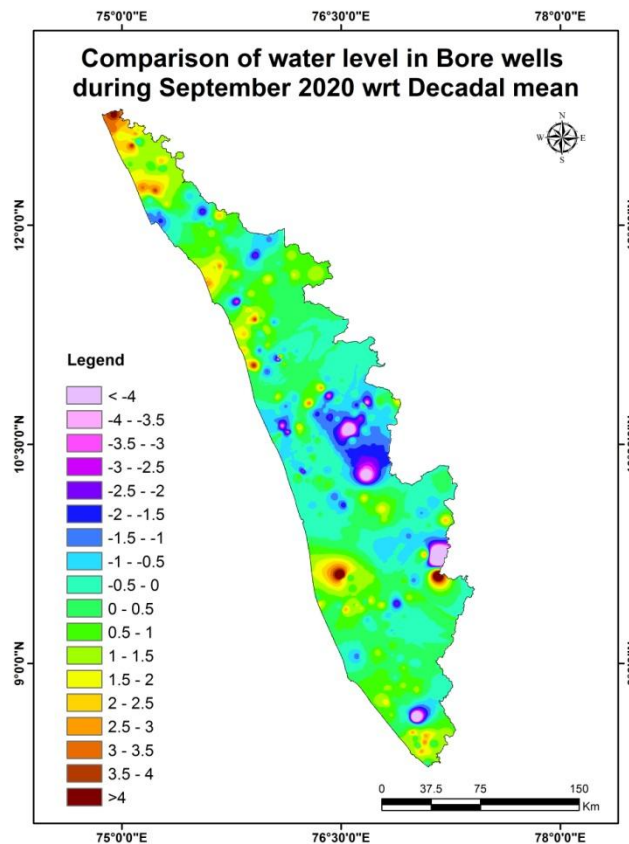 75°0'0"E 76°30'0"E 78°0'0"E
Comparison of water level in Bore wells
during September 2020 wrt Decadal mean
N
W E
S
12°0'0"N
Legend
< -4
-4 - -3.5
-3.5 - -3
-3 - -2.5
-2.5 - -2
-2 - -1.5
-1.5 - -1
-1 - -0.5
-0.5 - 0
0 - 0.5
0.5 - 1
1 - 1.5
1.5 - 2
2 - 2.5
2.5 - 3
3 - 3.5
3.5 - 4
>4
10°30'0"N
9°0'0"N
0 37.5 75 150
Km
75°0'0"E 76°30'0"E 78°0'0"E